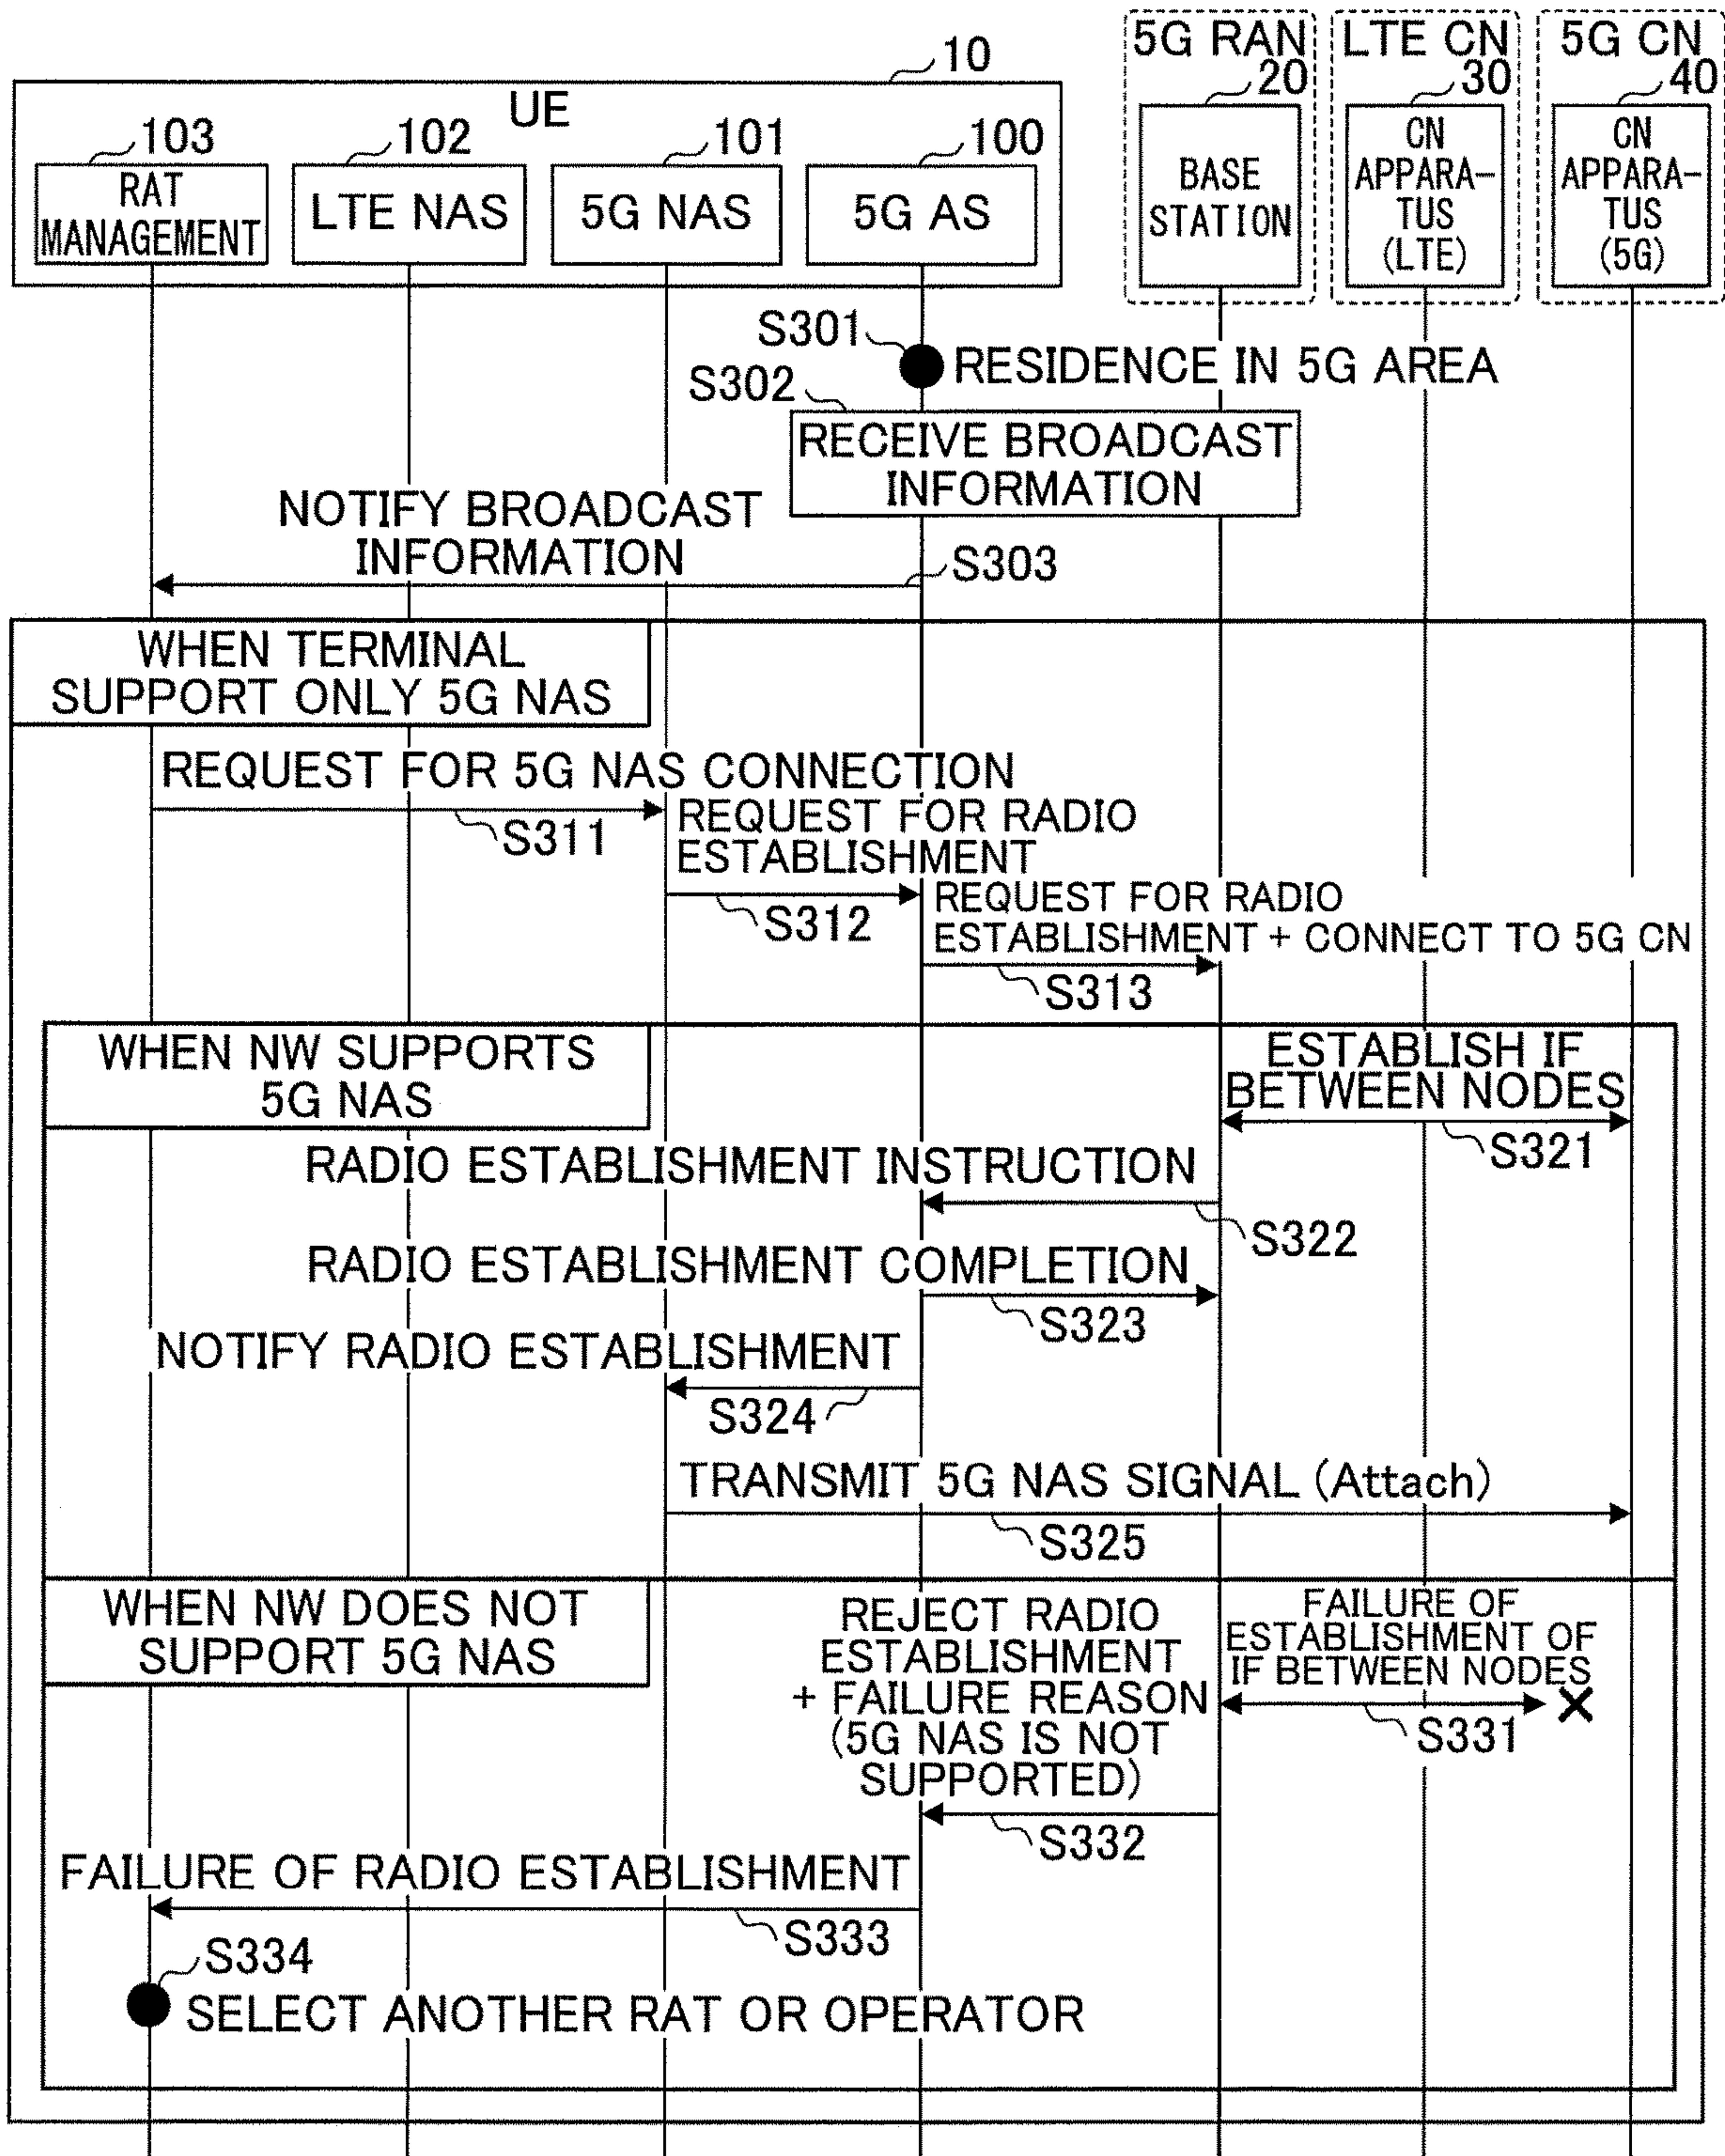 5G RAN
LTE CN
5G CN
10
20
30
40
UE
103
102
101
100
RAT
MANAGEMENT
LTE NAS
5G NAS
5G AS
BASE
STATION
CN
APPARA-
TUS
(LTE)
CN
APPARA-
TUS
(5G)
S301
RESIDENCE IN 5G AREA
S302
RECEIVE BROADCAST
INFORMATION
NOTIFY BROADCAST
INFORMATION
S303
WHEN TERMINAL
SUPPORT ONLY 5G NAS
REQUEST FOR 5G NAS CONNECTION
S311
REQUEST FOR RADIO
ESTABLISHMENT
S312
REQUEST FOR RADIO
ESTABLISHMENT + CONNECT TO 5G CN
S313
WHEN NW SUPPORTS
5G NAS
ESTABLISH IF
BETWEEN NODES
S321
RADIO ESTABLISHMENT INSTRUCTION
S322
RADIO ESTABLISHMENT COMPLETION
S323
NOTIFY RADIO ESTABLISHMENT
S324
TRANSMIT 5G NAS SIGNAL (Attach)
S325
WHEN NW DOES NOT
SUPPORT 5G NAS
FAILURE OF
ESTABLISHMENT OF
IF BETWEEN NODES
S331
REJECT RADIO
ESTABLISHMENT
+ FAILURE REASON
(5G NAS IS NOT
SUPPORTED)
S332
FAILURE OF RADIO ESTABLISHMENT
S333
S334
SELECT ANOTHER RAT OR OPERATOR